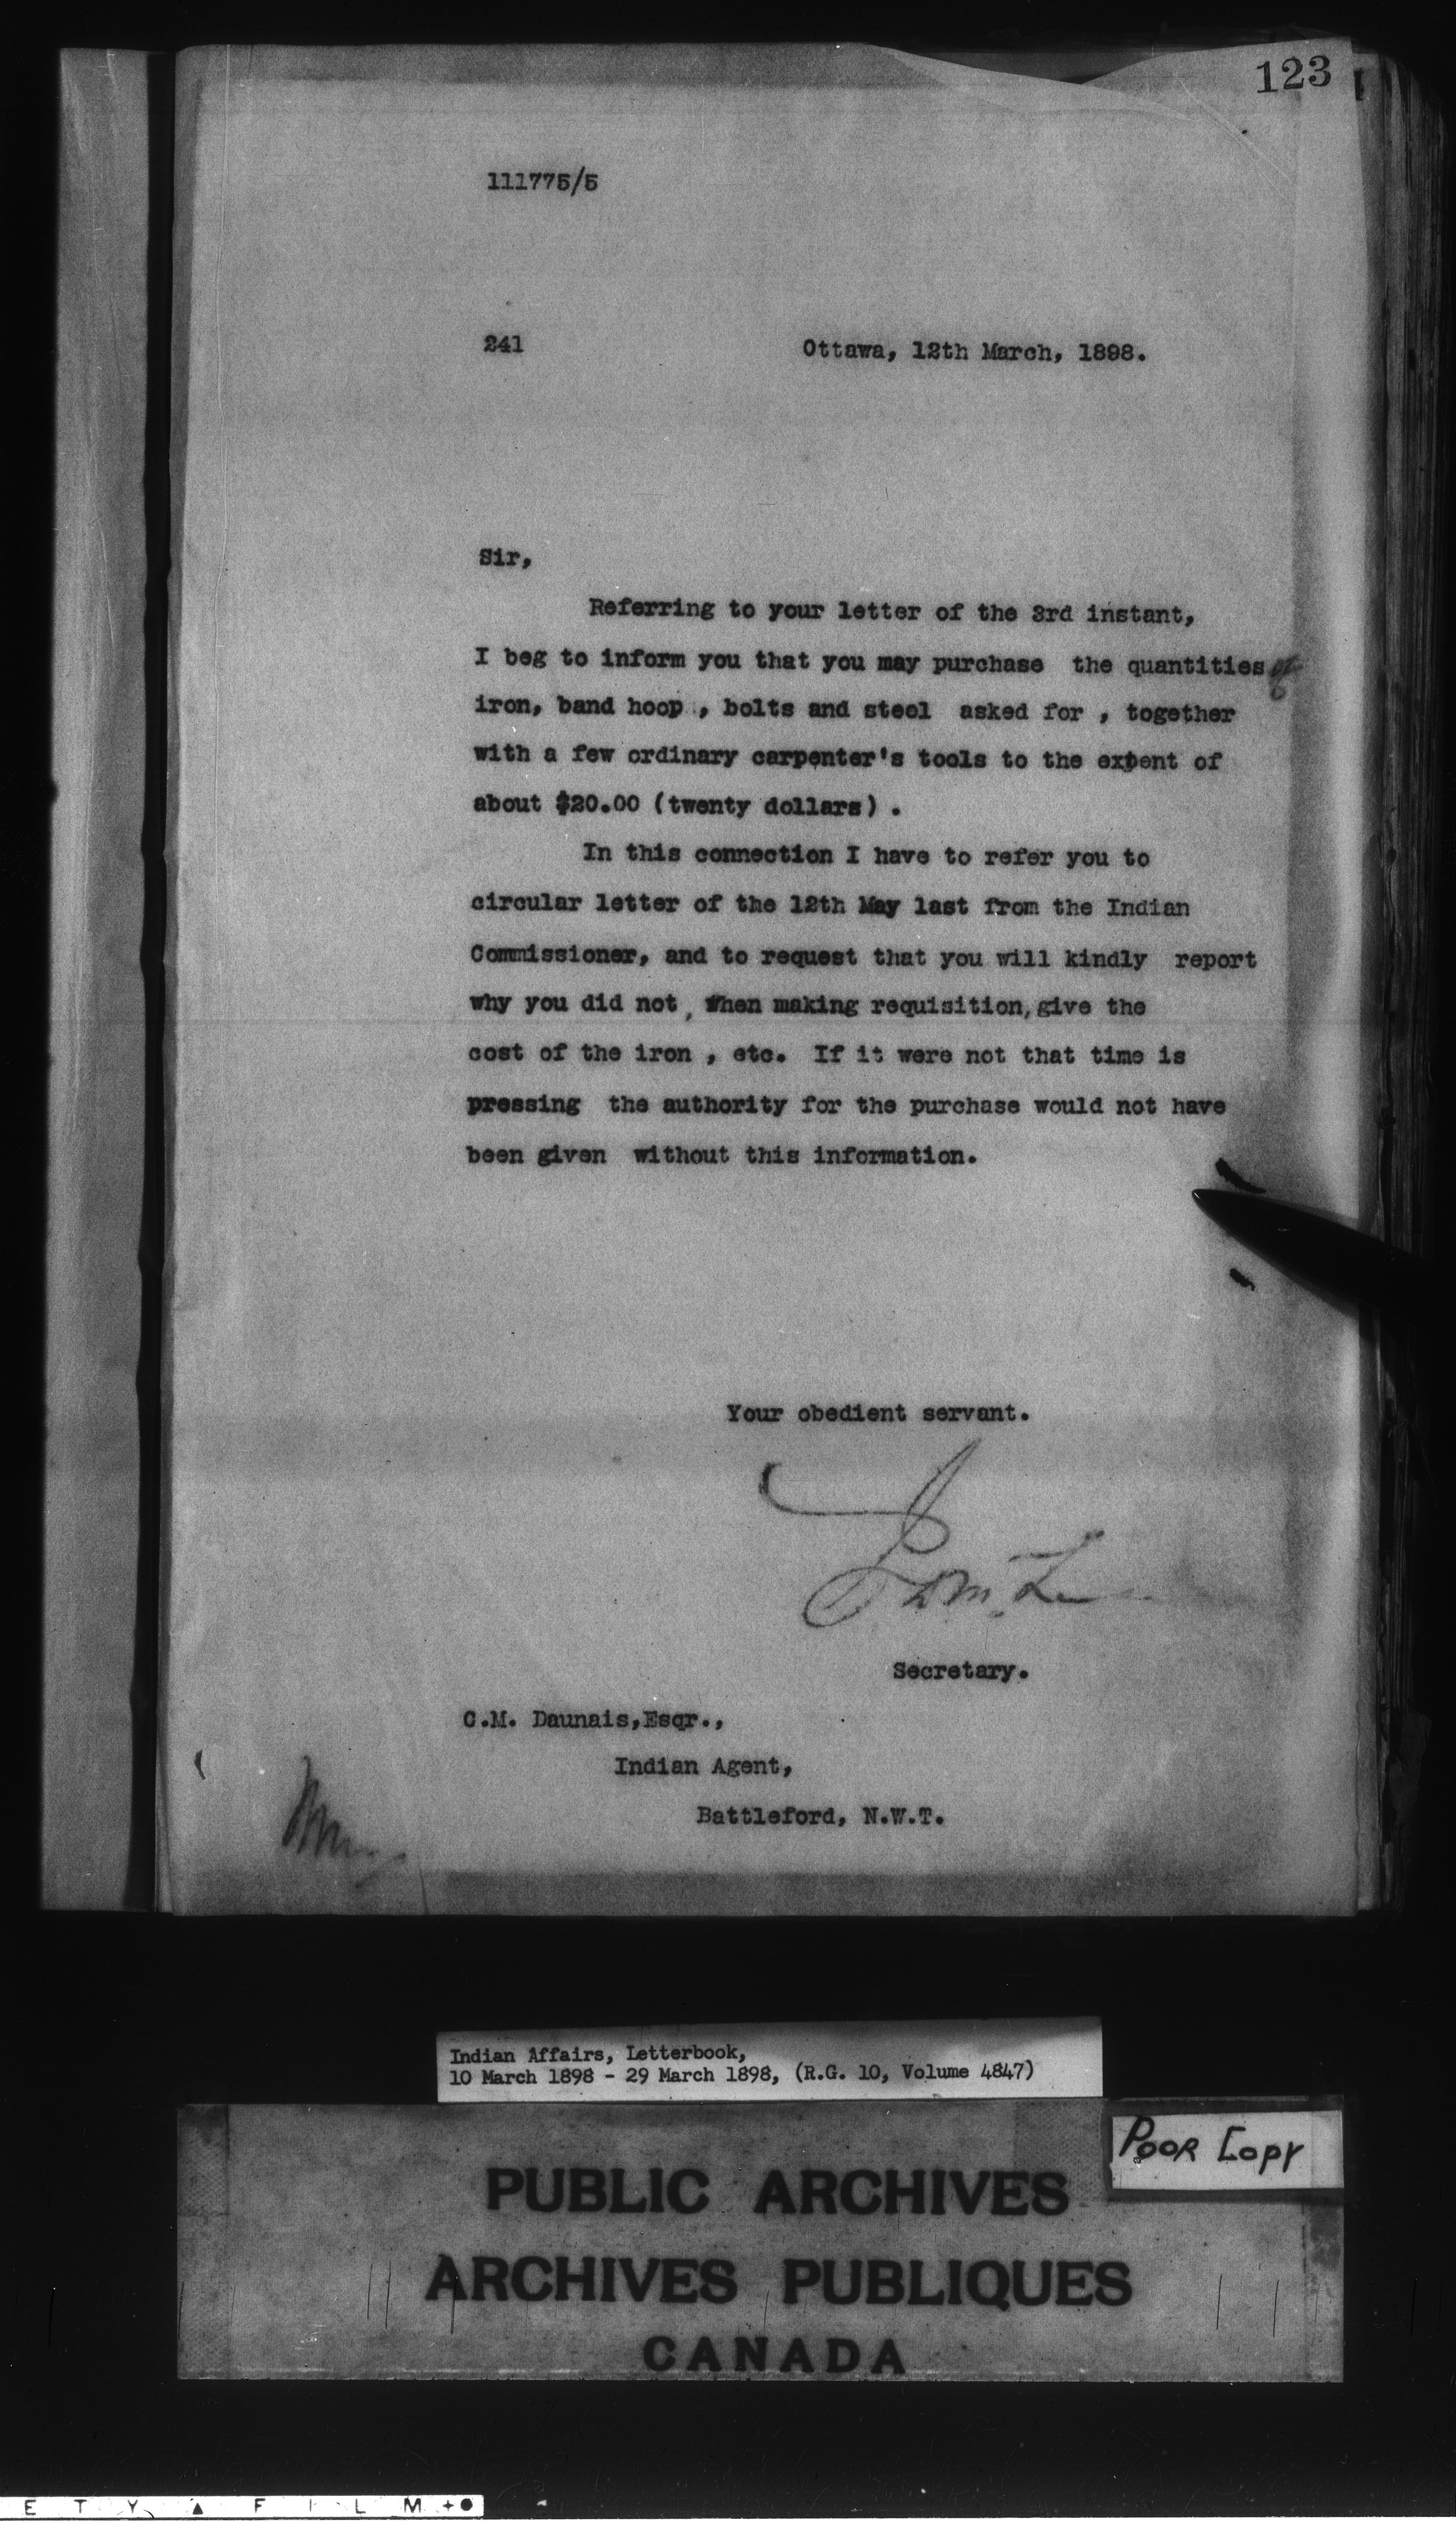 123
111775/5
241 Ottawa, 12th March, 1898.
Sir,
Referring to your letter of the 3rd instant,
I beg to inform you that you may purchase the quantities of
iron, band hoop , bolts and steel asked for , together
with a few ordinary carpenter's tools to the extent of
about $20.00 (twenty dollars) .
In this connection I have to refer you to
circular letter of the 12th May last from the Indian
Commissioner, and to request that you will kindly report
why you did not, when making requisition, give the
cost of the iron , etc. If it were not that time is
pressing the authority for the purchase would not have
been given without this information.
Your obedient servant.
Secretary.
C.M. Daunais,Esqr.,
Indian Agent,
Battleford, N.W.T.
Indian Affairs, Letterbook,
10 March 1898 - 29 March 1898, (R.G. 10, Volume 4847)
POOR COPY
PUBLIC ARCHIVES
ARCHIVES PUBLIQUES
CANADA
E T Y ▲ F I L M +●